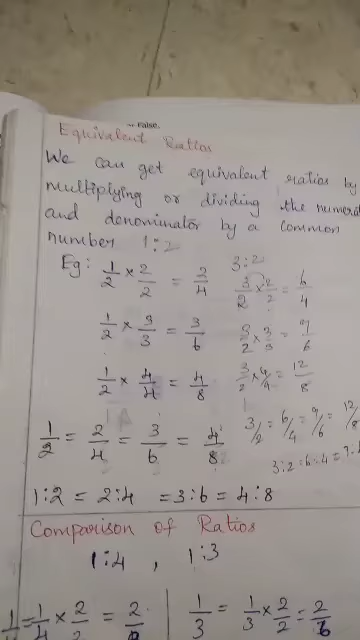 False.
Equivalent Ratios
We can get equivalent ratios by
multiplying or dividing the numerat
and denominator by a common
number 1:2
Eg: 1/2 × 2/2 = 2/4
3:2
3/2 × 2/2 = 6/4
1/2 × 3/3 = 3/6
3/2 × 3/3 = 9/6
1/2 × 4/4 = 4/8
3/2 × 4/4 = 12/8
1/2 = 2/4 = 3/6 = 4/8
3/2 = 6/4 = 9/6 = 12/8
3:2 = 6:4 =
1:2 = 2:4 = 3:6 = 4:8
Comparison of Ratios
1:4 , 1:3
1/4 × 2/2 =
1/3 = 1/3 × 2/2 = 2/6